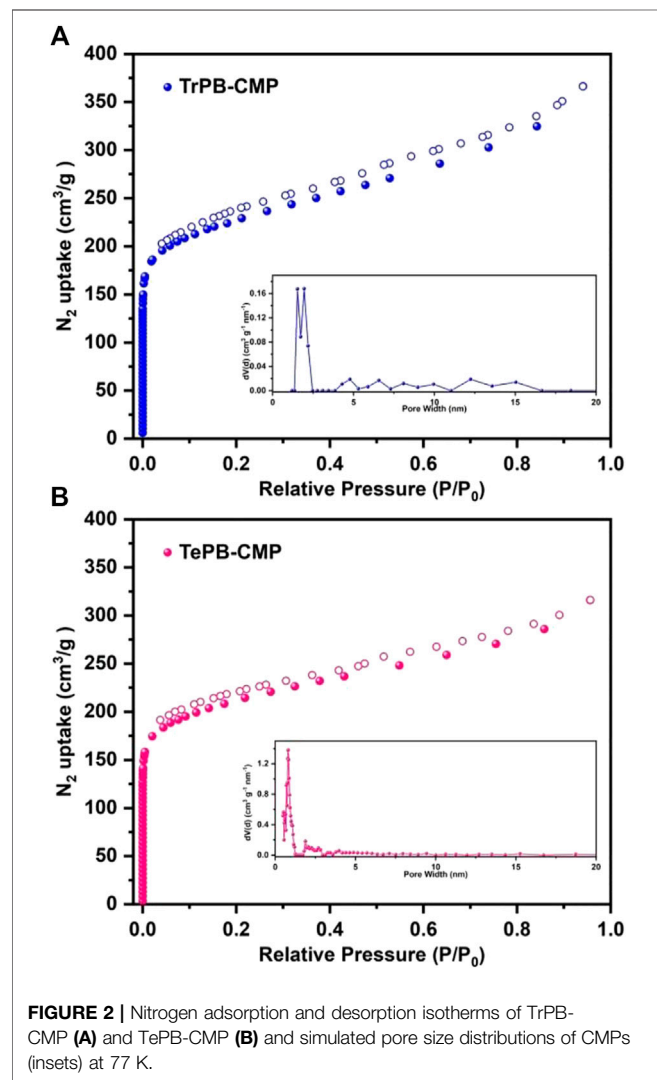 A
400
350
300
250
200
150
100
50
0
N₂ uptake (cm³/g)
TrPB-CMP
0.16
0.12
0.08
0.04
0.00
dV(d) (cm³ g⁻¹ nm⁻¹)
0 5 10 15 20
Pore Width (nm)
0.0 0.2 0.4 0.6 0.8 1.0
Relative Pressure (P/P₀)
B
400
350
300
250
200
150
100
50
0
N₂ uptake (cm³/g)
TePB-CMP
1.2
0.8
0.4
0.0
dV(d) (cm³ g⁻¹ nm⁻¹)
0 5 10 15 20
Pore Width (nm)
0.0 0.2 0.4 0.6 0.8 1.0
Relative Pressure (P/P₀)
FIGURE 2 | Nitrogen adsorption and desorption isotherms of TrPB-
CMP (A) and TePB-CMP (B) and simulated pore size distributions of CMPs
(insets) at 77 K.